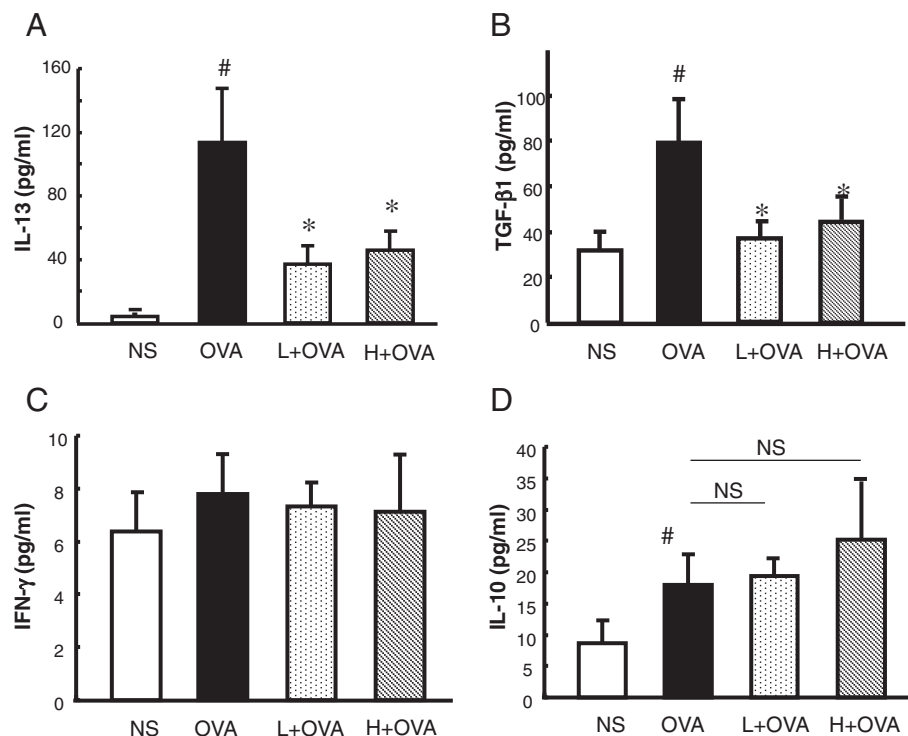 A
IL-13 (pg/ml)
160
120
80
40
0
#
*
*
NS OVA L+OVA H+OVA
B
TGF-β1 (pg/ml)
100
80
60
40
20
0
#
*
*
NS OVA L+OVA H+OVA
C
IFN-γ (pg/ml)
10
8
6
4
2
0
NS OVA L+OVA H+OVA
D
IL-10 (pg/ml)
40
35
30
25
20
15
10
5
0
NS
NS
#
NS OVA L+OVA H+OVA